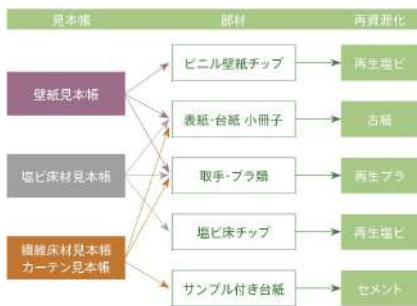 見本帳
部材
再資源化
壁紙見本帳
塩ビ床材見本帳
繊維床材見本帳
カーテン見本帳
ビニル壁紙チップ
表紙・台紙 小冊子
取手・プラ類
塩ビ床チップ
サンプル付き台紙
再生塩ビ
古紙
再生プラ
再生塩ビ
セメント